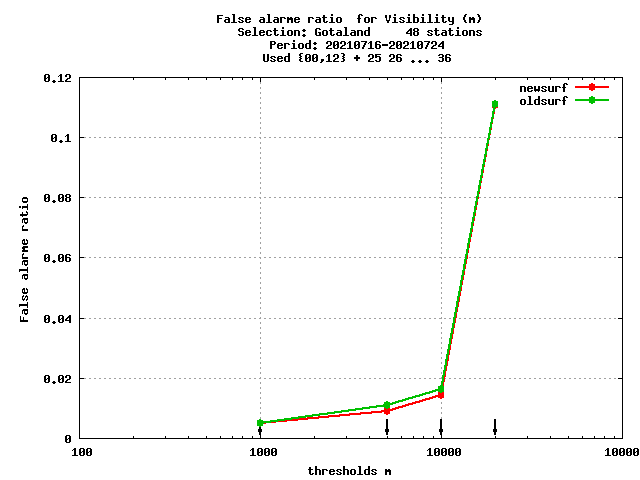 False alarme ratio for Visibility (m)
Selection: Gotaland 48 stations
Period: 20210716-20210724
Used {00,12} + 25 26 ... 36
newsurf
oldsurf
0.12
0.1
0.08
0.06
0.04
0.02
0
False alarme ratio
100 1000 10000 10000
thresholds m